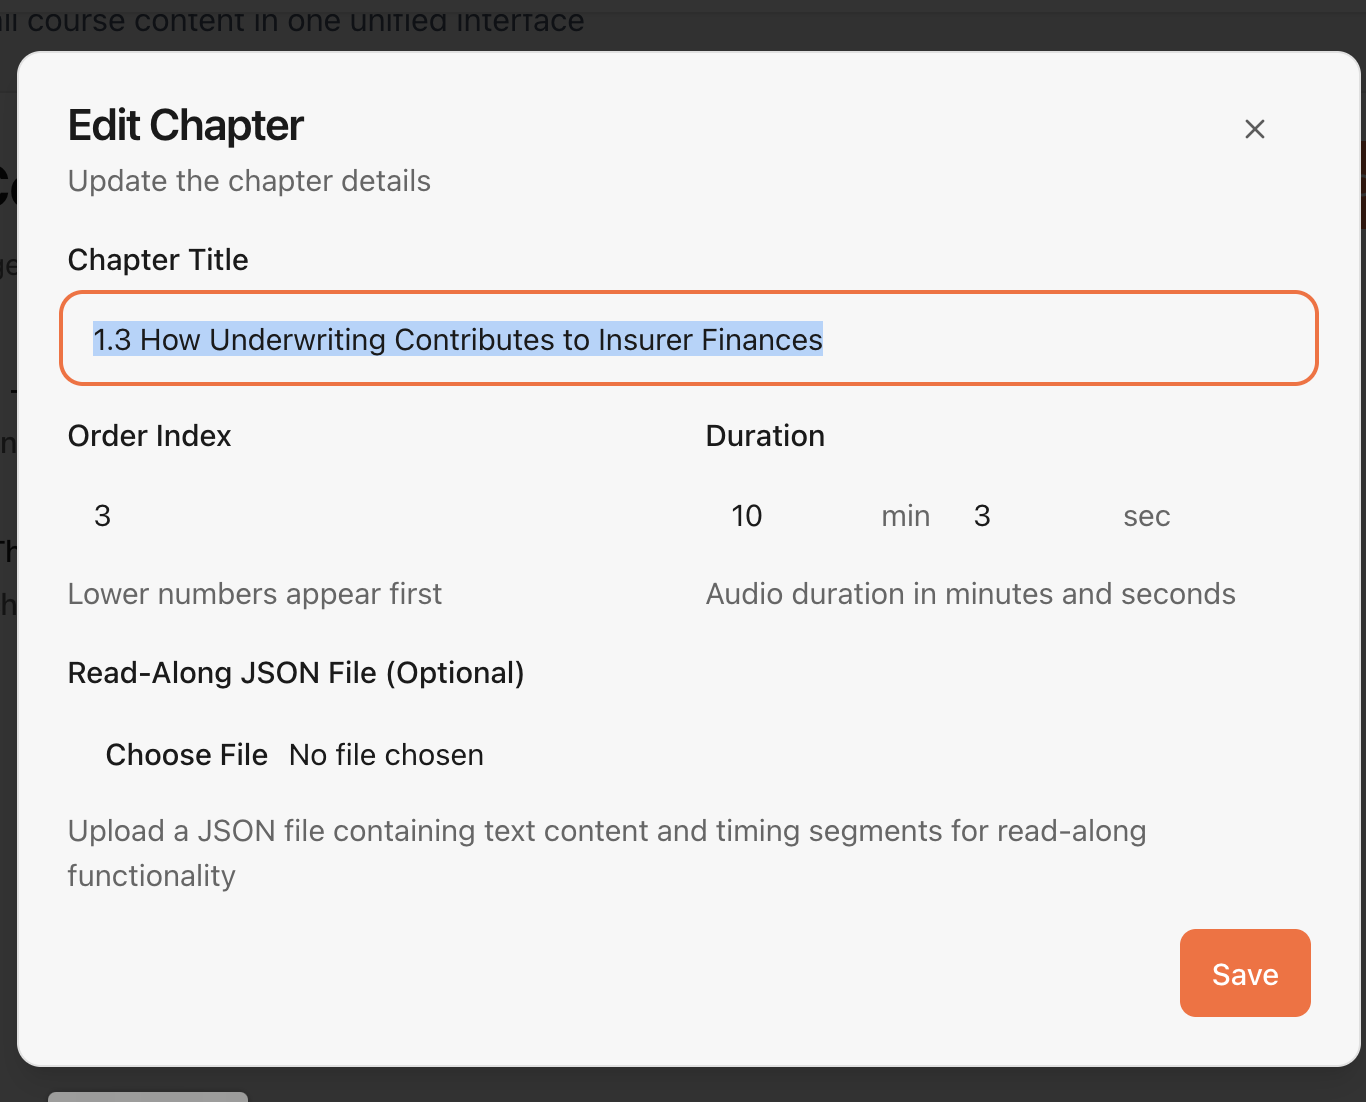 all course content in one unified interface
Edit Chapter
Update the chapter details
Chapter Title
1.3 How Underwriting Contributes to Insurer Finances
Order Index
Duration
3
10 min 3 sec
Lower numbers appear first
Audio duration in minutes and seconds
Read-Along JSON File (Optional)
Choose File No file chosen
Upload a JSON file containing text content and timing segments for read-along
functionality
Save